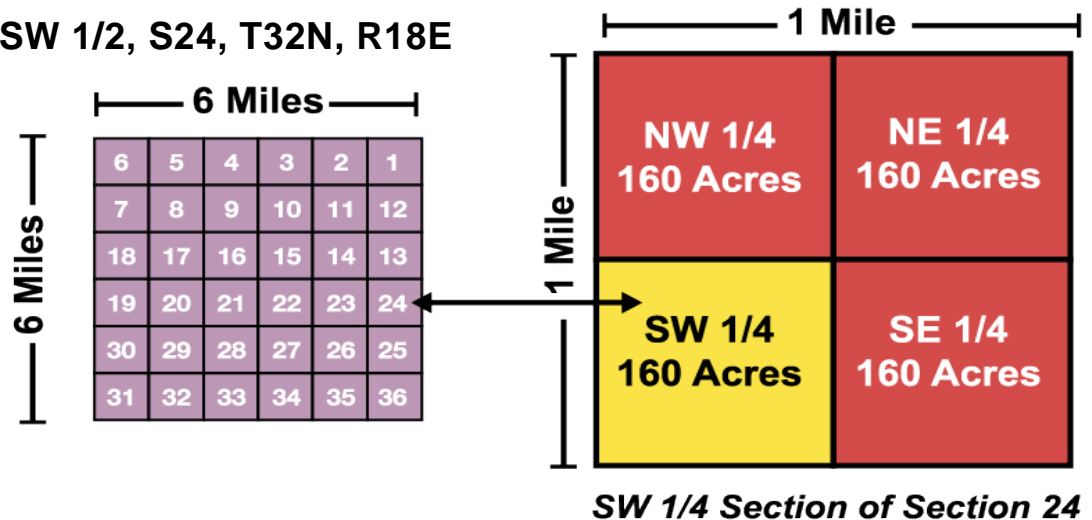 SW 1/2, S24, T32N, R18E
6 Miles
6 Miles
6 5 4 3 2 1
7 8 9 10 11 12
18 17 16 15 14 13
19 20 21 22 23 24
30 29 28 27 26 25
31 32 33 34 35 36
1 Mile
1 Mile
NW 1/4
160 Acres
NE 1/4
160 Acres
SW 1/4
160 Acres
SE 1/4
160 Acres
SW 1/4 Section of Section 24